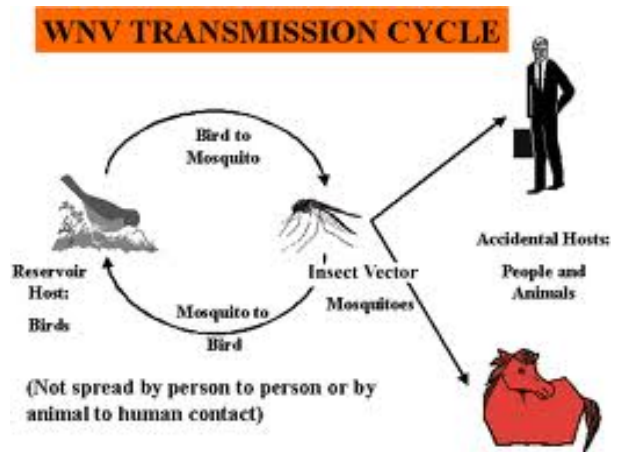 WNV TRANSMISSION CYCLE
Bird to
Mosquito
Reservoir
Host:
Birds
Insect Vector
Mosquitoes
Mosquito to
Bird
Accidental Hosts:
People and
Animals
(Not spread by person to person or by
animal to human contact)